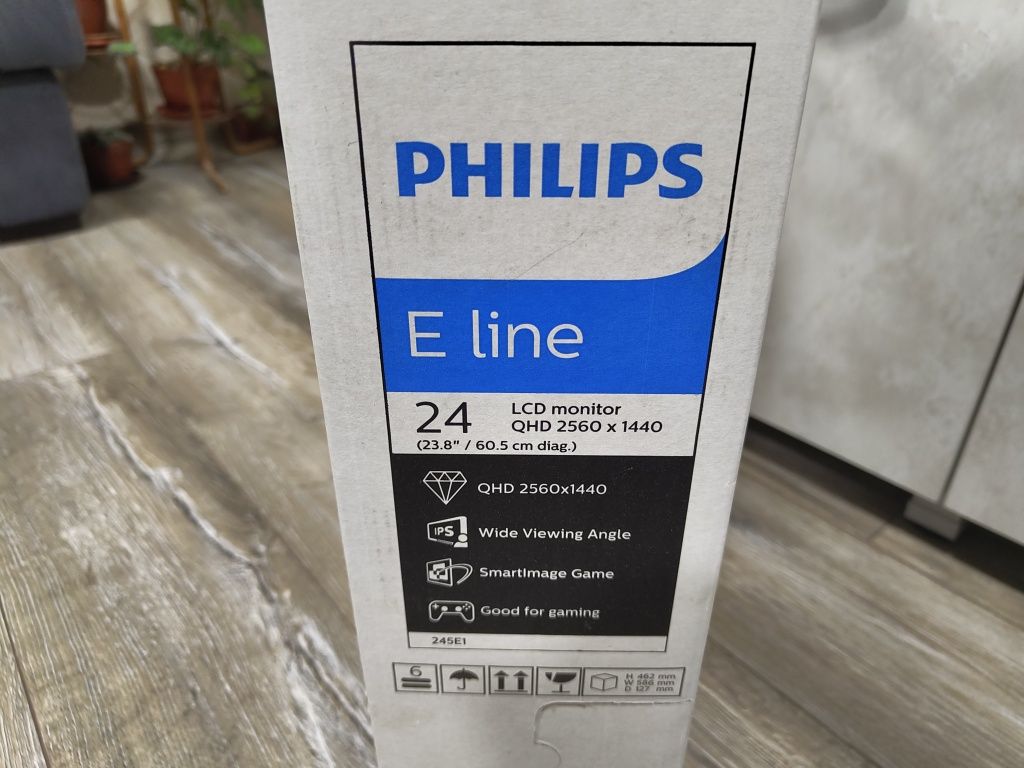 PHILIPS
E line
24
LCD monitor
QHD 2560 x 1440
(23.8" / 60.5 cm diag.)
QHD 2560x1440
IPS
Wide Viewing Angle
SmartImage Game
Good for gaming
245E1
6
H 462 mm
W 586 mm
D 127 mm